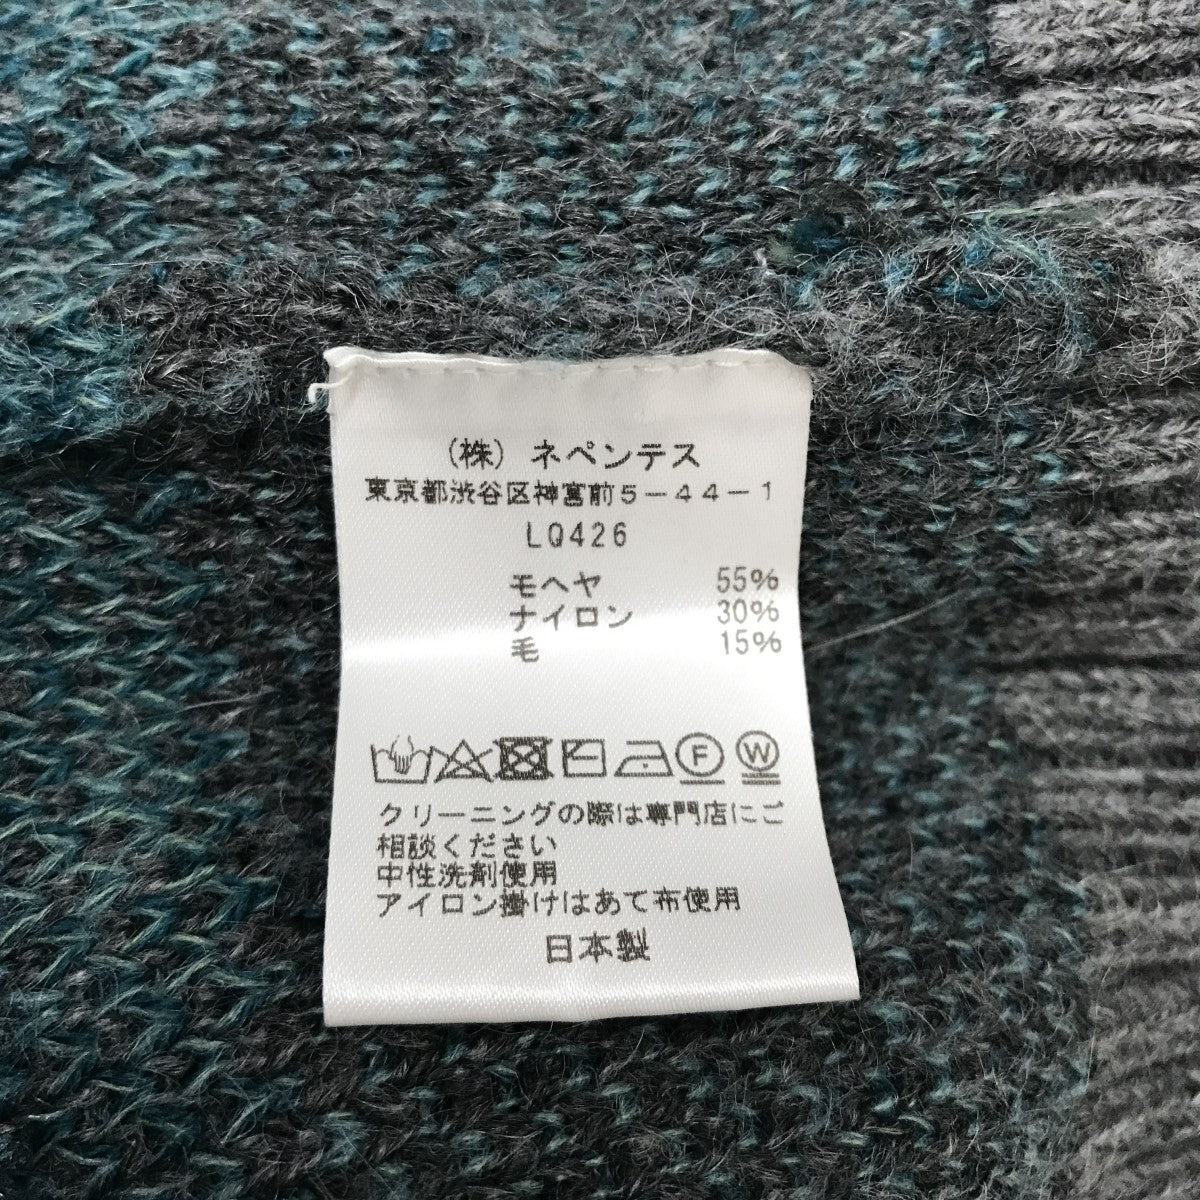 (株) ネペンテス
東京都渋谷区神宮前5-44-1
LQ426
モヘヤ 55%
ナイロン 30%
毛 15%
F W
クリーニングの際は専門店にご
相談ください
中性洗剤使用
アイロン掛けはあて布使用
日本製